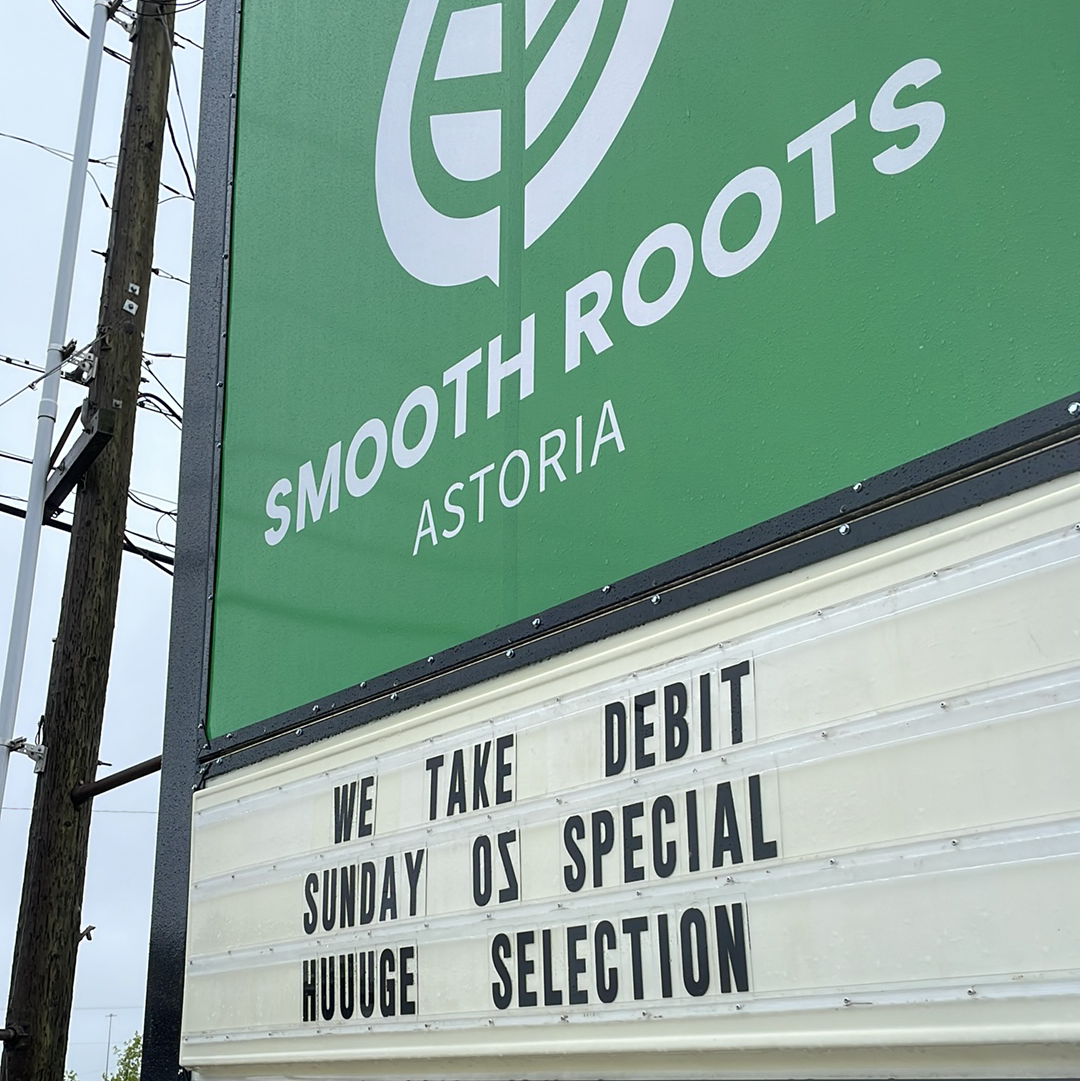 SMOOTH ROOTS
ASTORIA
WE TAKE DEBIT
SUNDAY OZ SPECIAL
HUUUGE SELECTION